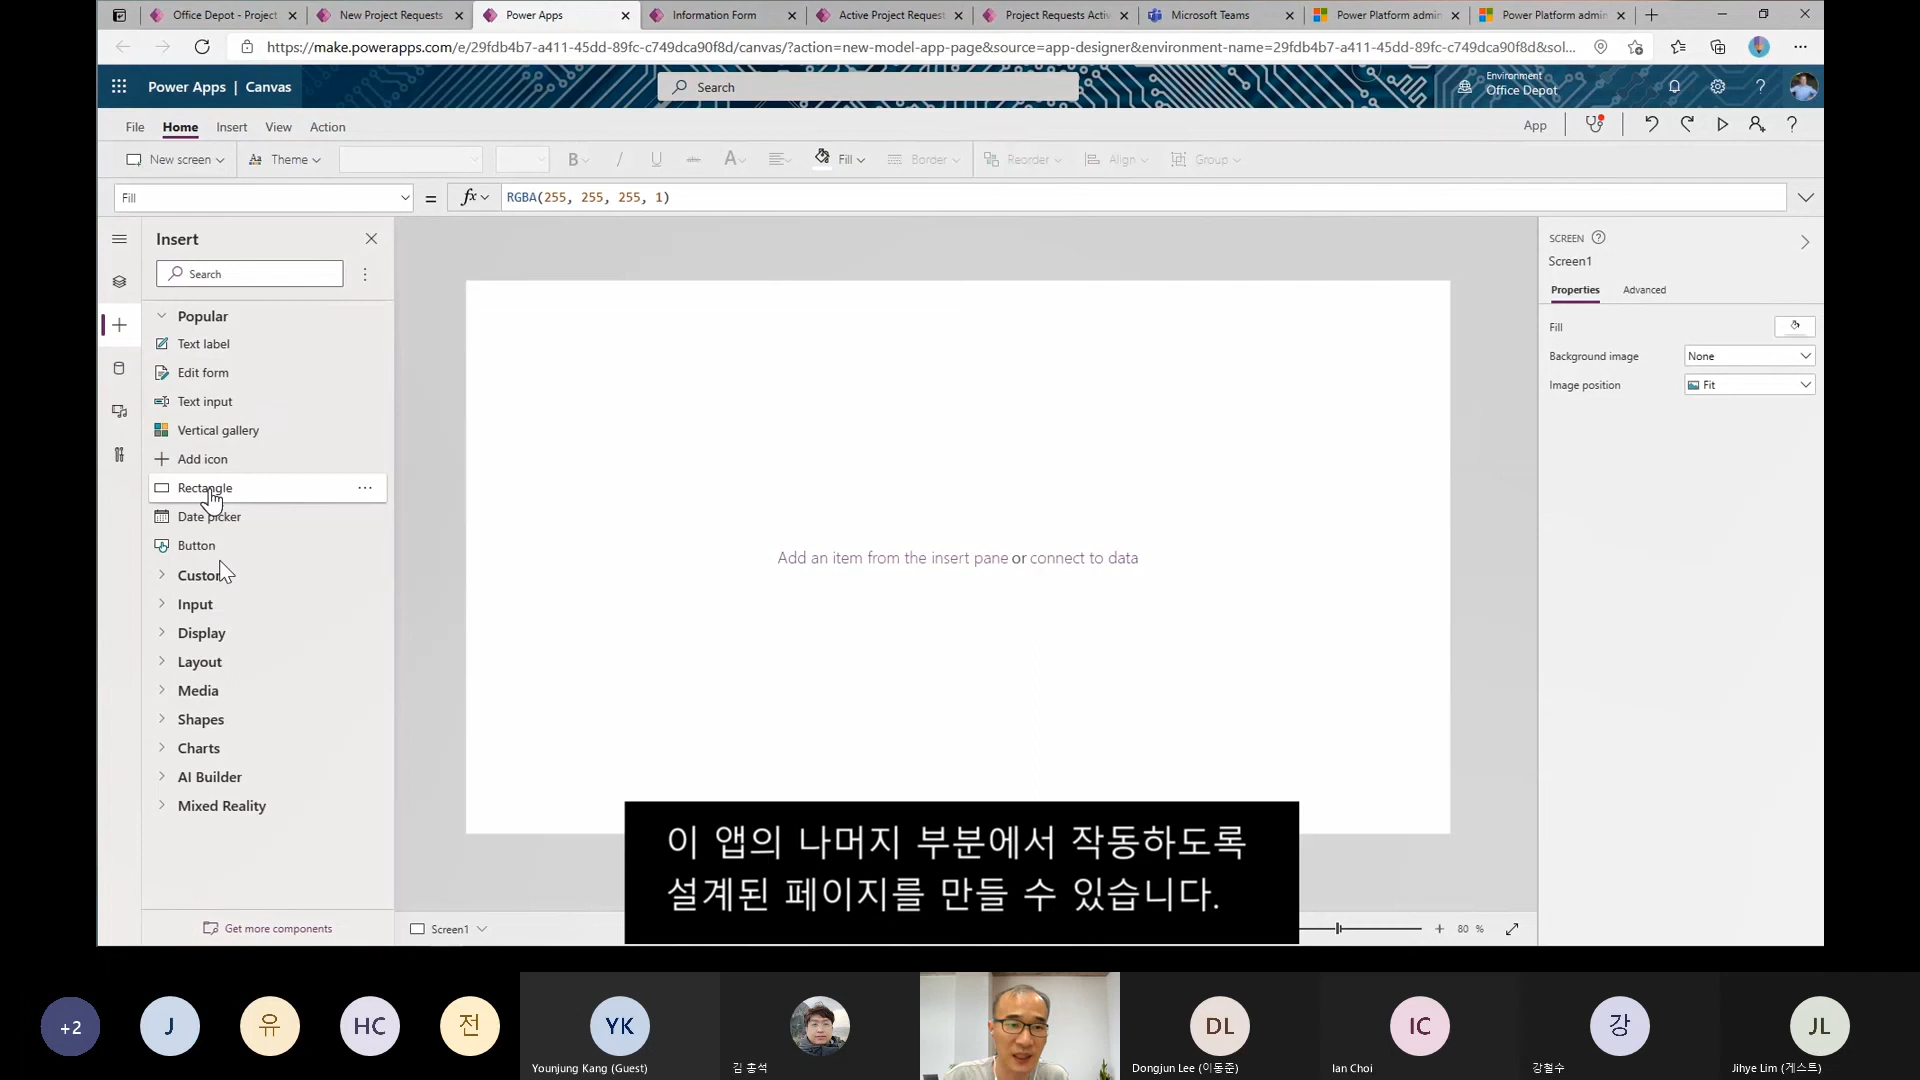 Office Depot - Project
New Project Requests
Power Apps
Information Form
Active Project Request
Project Requests Activ
Microsoft Teams
Power Platform admin
Power Platform admin
https://make.powerapps.com/e/29fdb4b7-a411-45dd-89fc-c749dca90f8d/canvas/?action=new-model-app-page&source=app-designer&environment-name=29fdb4b7-a411-45dd-89fc-c749dca90f8d&sol...
Power Apps | Canvas
Search
Environment
Office Depot
File Home Insert View Action
App
New screen
Theme
B
I
U
abc
A
Fill
Border
Reorder
Align
Group
Fill
=
fx
RGBA(255, 255, 255, 1)
Insert
Search
Popular
Text label
Edit form
Text input
Vertical gallery
Add icon
Rectangle
Date picker
Button
Custom
Input
Display
Layout
Media
Shapes
Charts
AI Builder
Mixed Reality
Get more components
Add an item from the insert pane or connect to data
Screen1
80 %
SCREEN
Screen1
Properties
Advanced
Fill
Background image
None
Image position
Fit
이 앱의 나머지 부분에서 작동하도록
설계된 페이지를 만들 수 있습니다.
+2
J
유
HC
전
YK
DL
IC
강
JL
Younjung Kang (Guest)
김 홍석
Dongjun Lee (이동준)
Ian Choi
강철수
Jihye Lim (게스트)